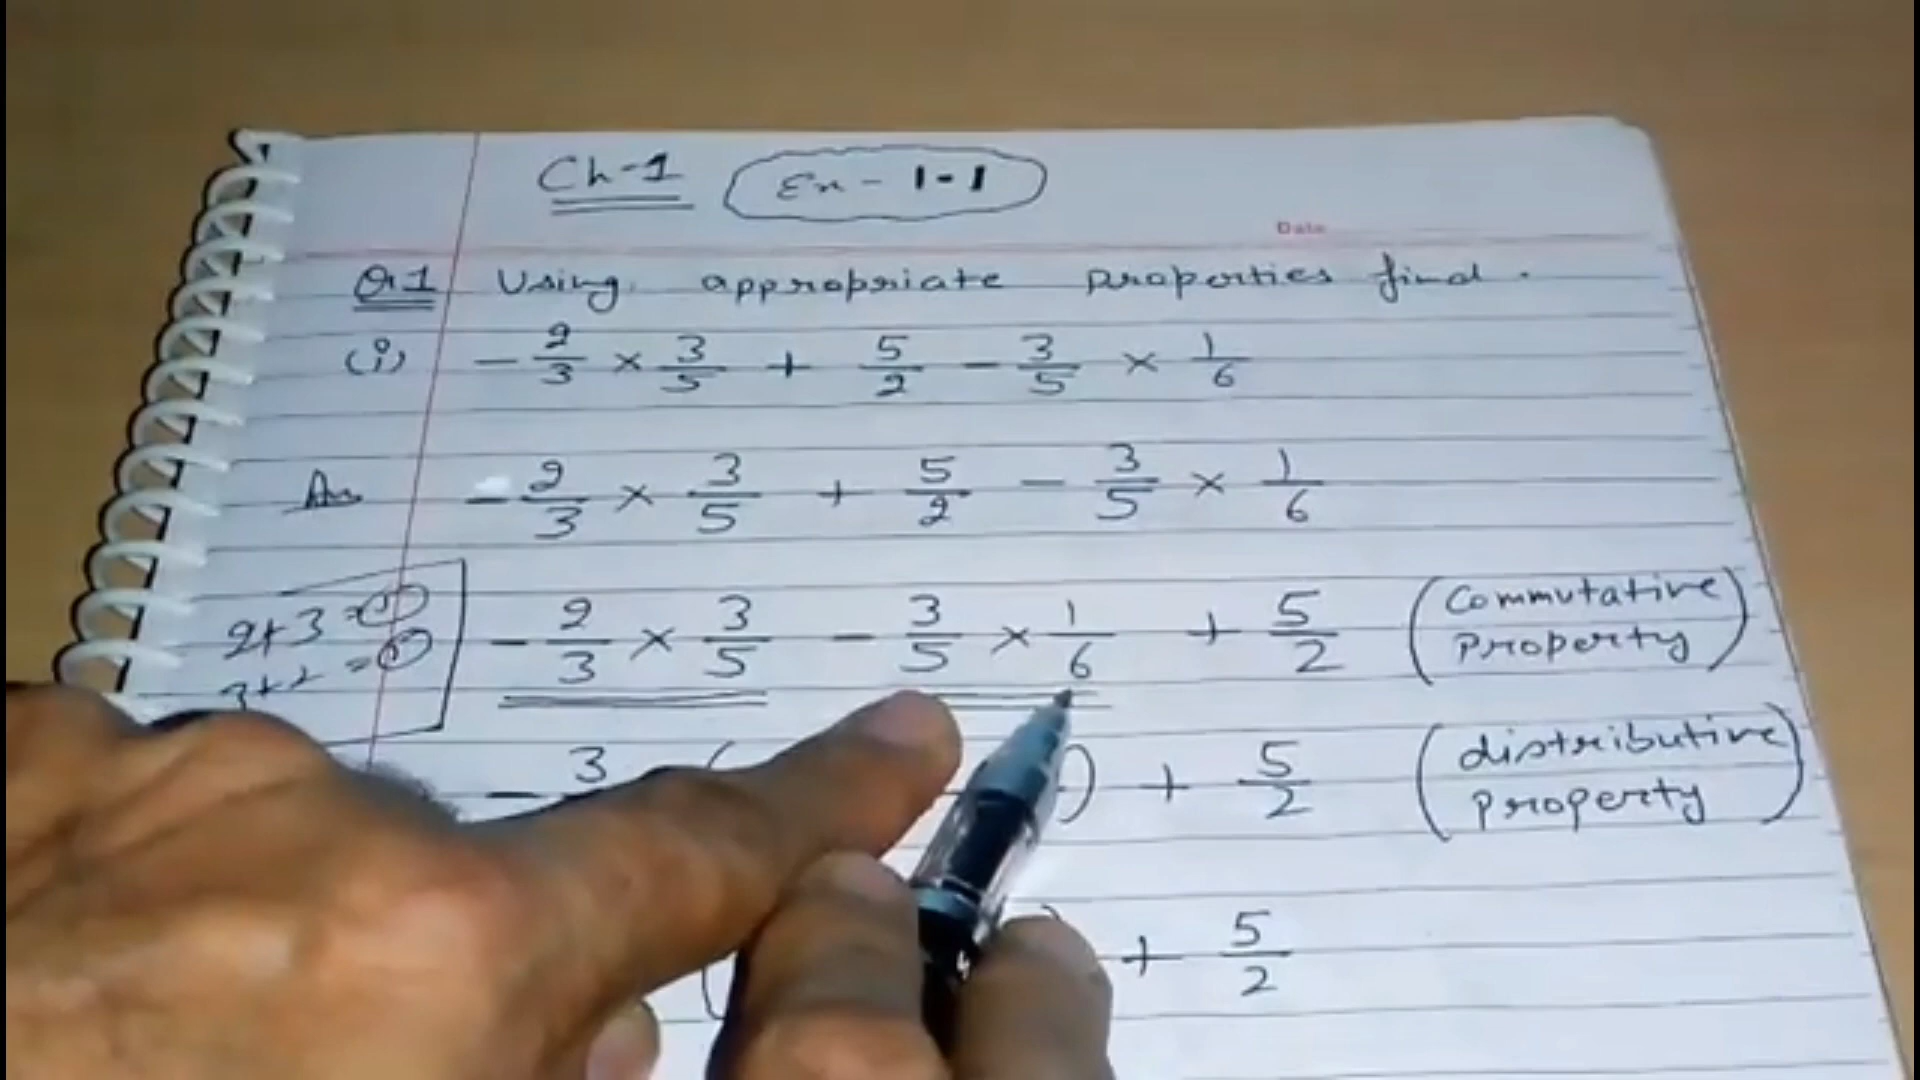 Ch-1 Ex-1.1
Date
Q1 Using appropriate properties find.
(i) -2/3 × 3/5 + 5/2 - 3/5 × 1/6
An -2/3 × 3/5 + 5/2 - 3/5 × 1/6
2+3 =
-2/3 × 3/5 - 3/5 × 1/6 + 5/2 (Commutative
Property)
- 3 ( ) + 5/2 (distributive
property)
( + 5/2